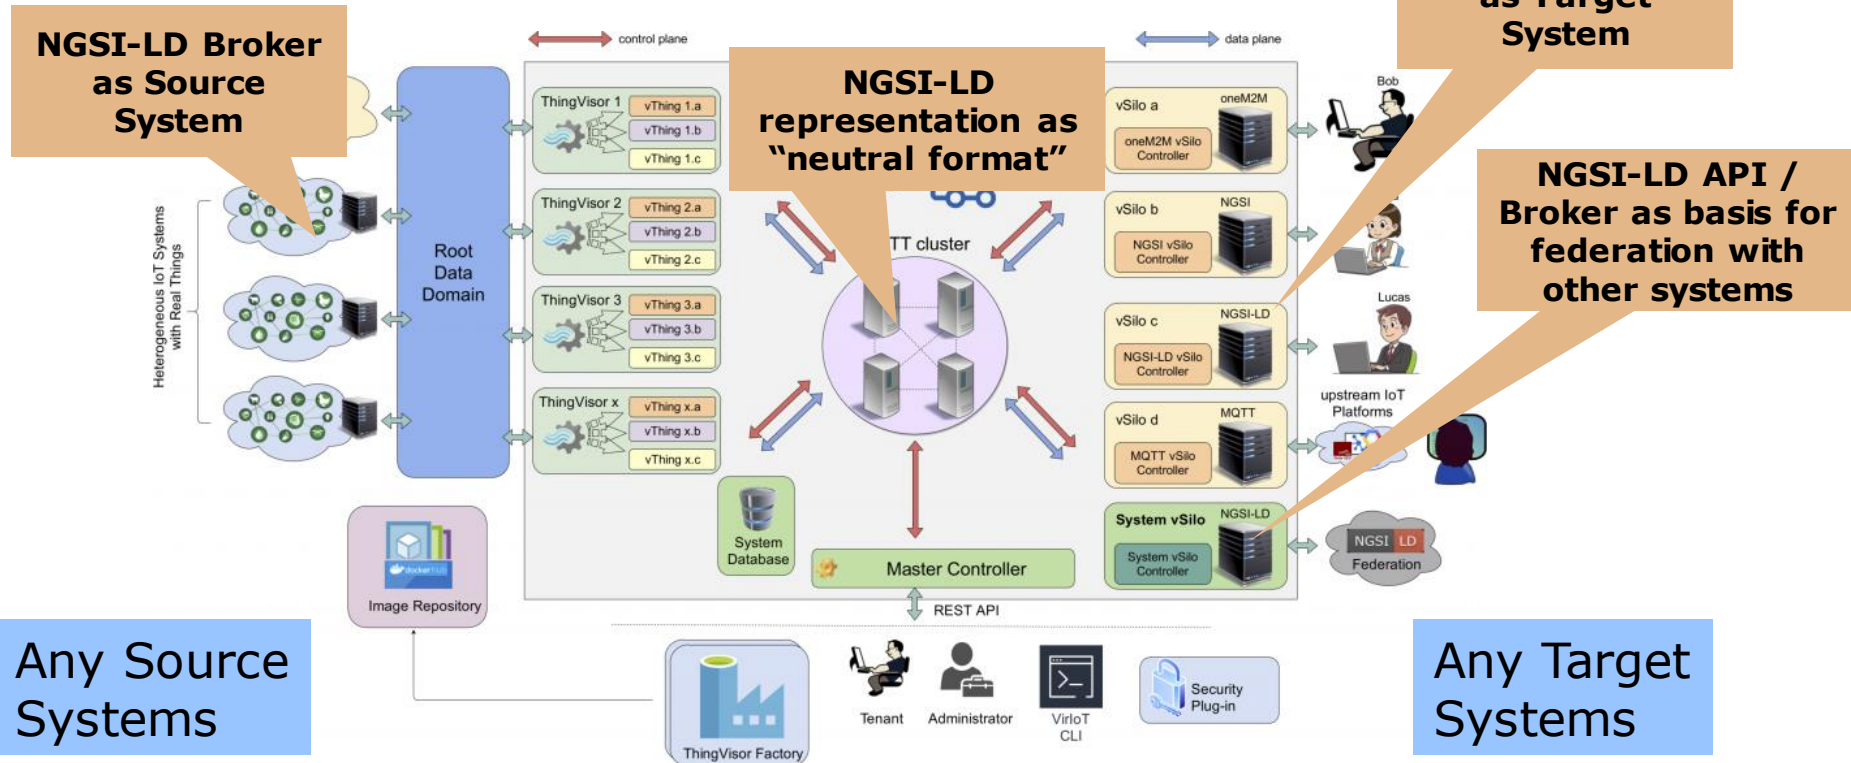 NGSI-LD Broker
as Source
System
control plane
NGSI-LD
representation as
“neutral format”
data plane
as Target
System
NGSI-LD API /
Broker as basis for
federation with
other systems
Heterogeneous IoT Systems
with Real Things
Root
Data
Domain
ThingVisor 1
vThing 1.a
vThing 1.b
vThing 1.c
ThingVisor 2
vThing 2.a
vThing 2.b
vThing 2.c
ThingVisor 3
vThing 3.a
vThing 3.b
vThing 3.c
ThingVisor x
vThing x.a
vThing x.b
vThing x.c
TT cluster
vSilo a
oneM2M
oneM2M vSilo
Controller
Bob
vSilo b
NGSI
NGSI vSilo
Controller
vSilo c
NGSI-LD
NGSI-LD vSilo
Controller
Lucas
vSilo d
MQTT
MQTT vSilo
Controller
upstream IoT
Platforms
System vSilo
NGSI-LD
System vSilo
Controller
NGSI LD
Federation
System
Database
Master Controller
REST API
dockerhub
Image Repository
ThingVisor Factory
Tenant
Administrator
VirIoT
CLI
Security
Plug-in
Any Source
Systems
Any Target
Systems